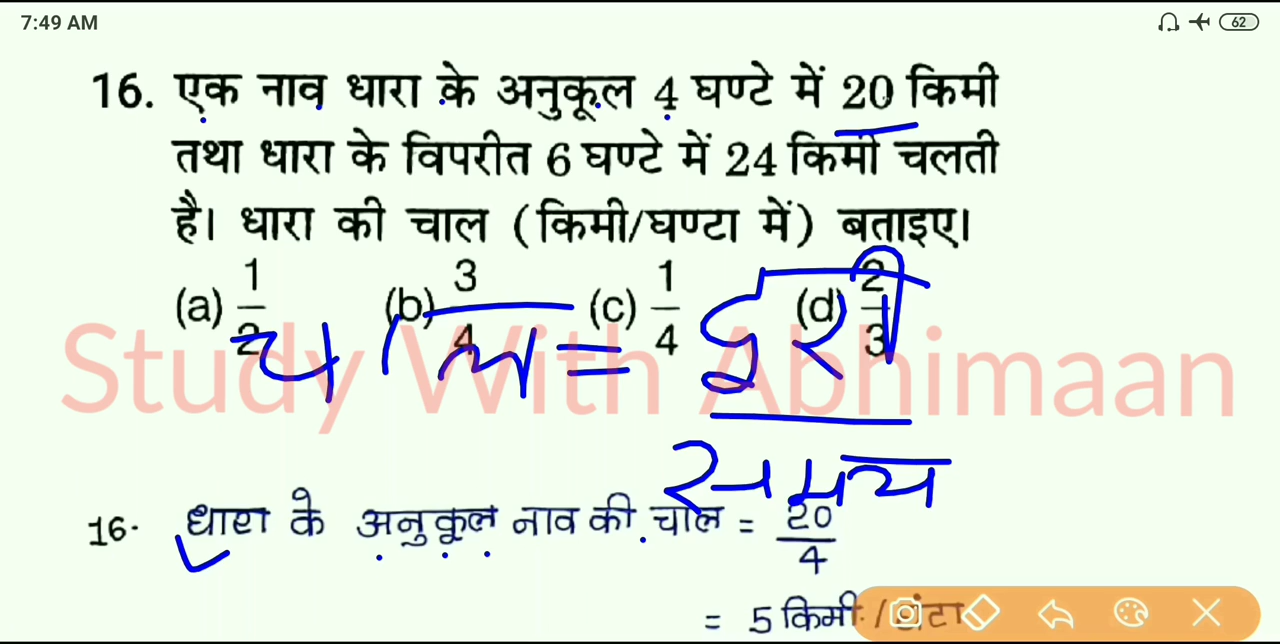 7:49 AM 62
16. एक नाव धारा के अनुकूल 4 घण्टे में 20 किमी
तथा धारा के विपरीत 6 घण्टे में 24 किमी चलती
है। धारा की चाल (किमी/घण्टा में) बताइए।
(a) 1/2 (b) 3/4 (c) 1/4 (d) 2/3
Study With Abhimaan
चाल = दूरी
समय
16. धारा के अनुकूल नाव की चाल = 20/4
= 5 किमी/घंटा